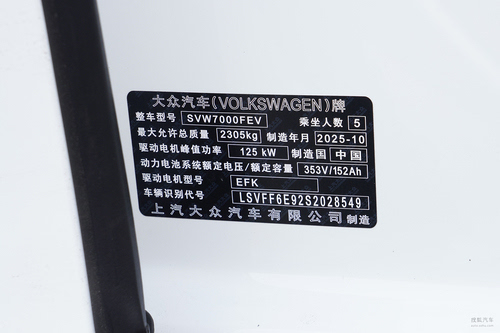 大众汽车(VOLKSWAGEN)牌
整车型号 SVW7000FEV 乘坐人数 5
最大允许总质量 2305kg 制造年月 2025-10
驱动电机峰值功率 125 kW 制造国 中国
动力电池系统额定电压/额定容量 353V/152Ah
驱动电机型号 EFK
车辆识别代号 LSVFF6E92S2028549
上汽大众汽车有限公司 制造